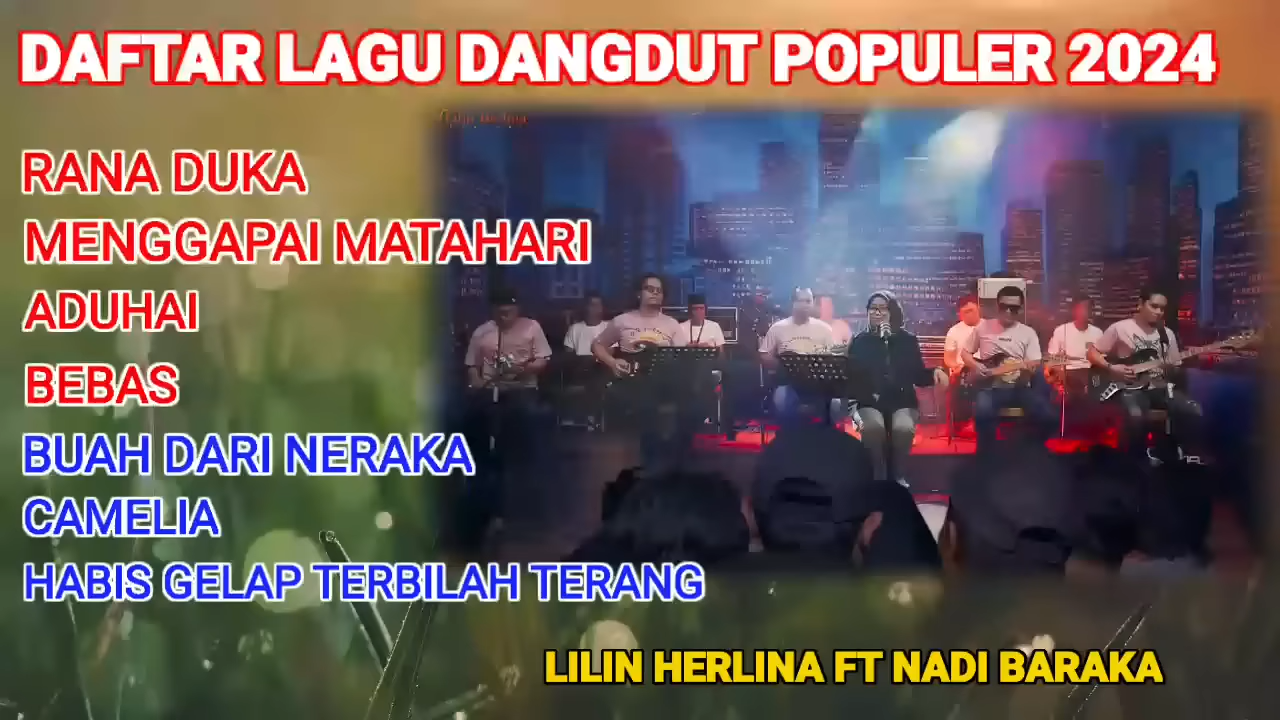 DAFTAR LAGU DANGDUT POPULER 2024
RANA DUKA
MENGGAPAI MATAHARI
ADUHAI
BEBAS
BUAH DARI NERAKA
CAMELIA
HABIS GELAP TERBILAH TERANG
LILIN HERLINA FT NADI BARAKA